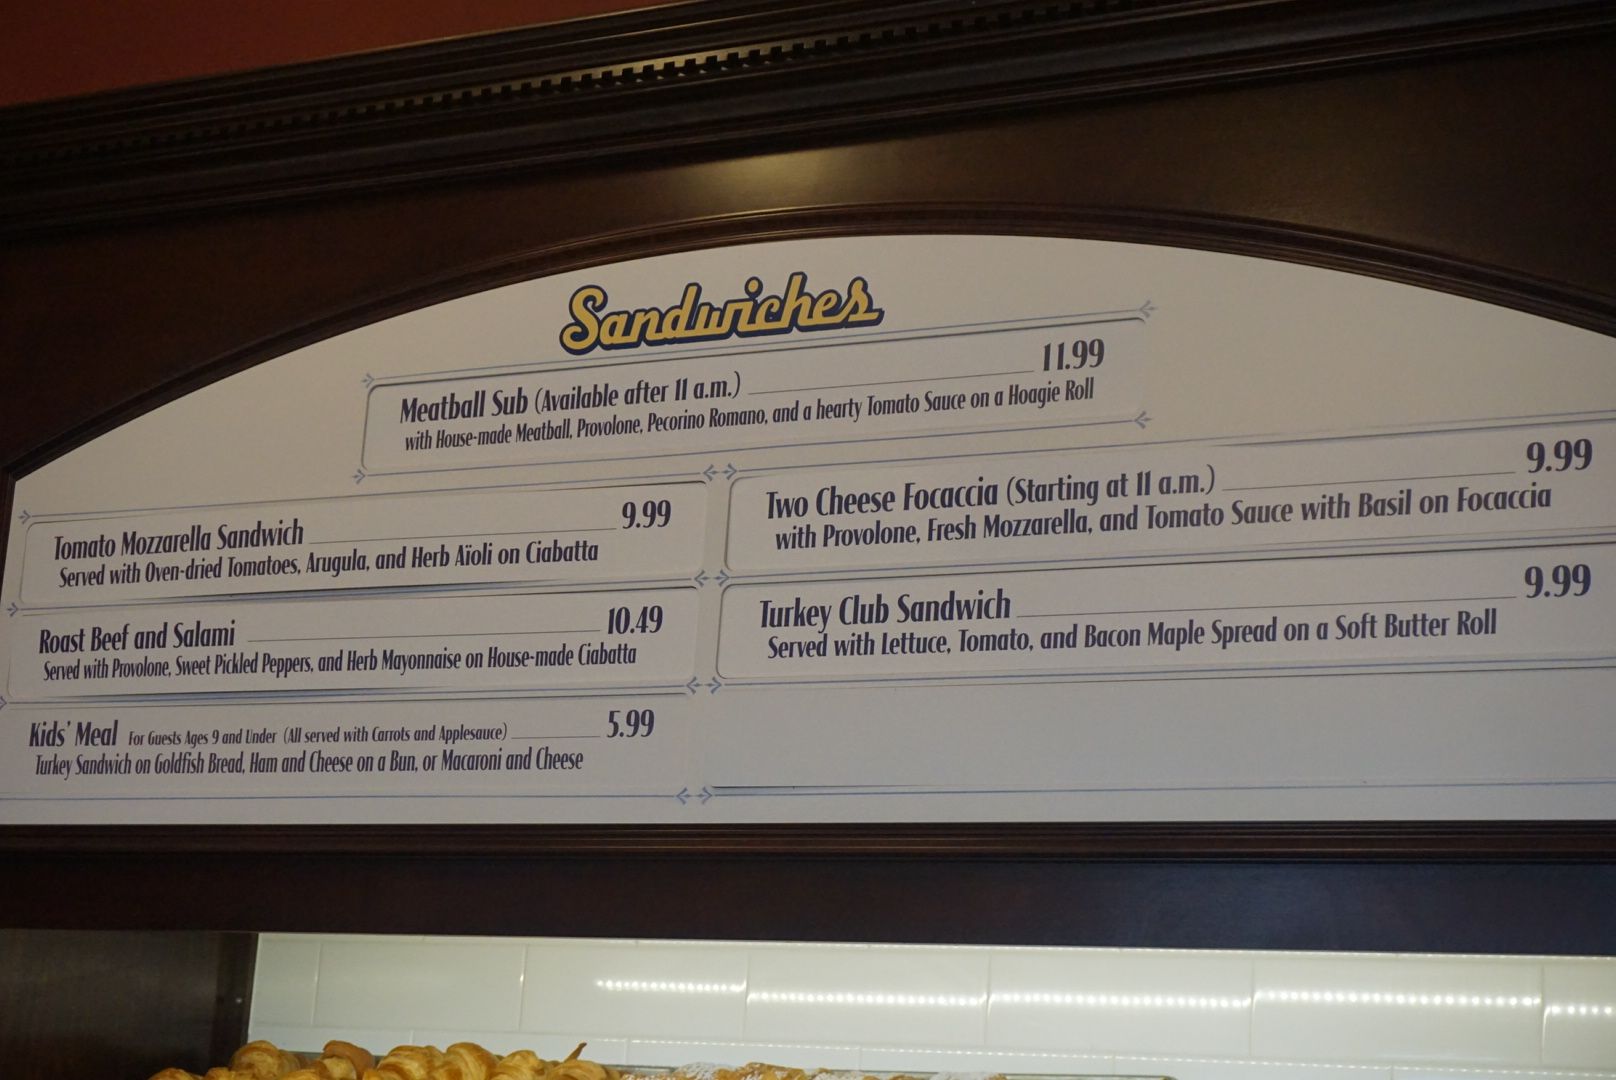 Sandwiches
Meatball Sub (Available after 11 a.m.) 11.99
with House-made Meatball, Provolone, Pecorino Romano, and a hearty Tomato Sauce on a Hoagie Roll
Tomato Mozzarella Sandwich 9.99
Served with Oven-dried Tomatoes, Arugula, and Herb Aïoli on Ciabatta
Roast Beef and Salami 10.49
Served with Provolone, Sweet Pickled Peppers, and Herb Mayonnaise on House-made Ciabatta
Kids' Meal For Guests Ages 9 and Under (All served with Carrots and Applesauce) 5.99
Turkey Sandwich on Goldfish Bread, Ham and Cheese on a Bun, or Macaroni and Cheese
Two Cheese Focaccia (Starting at 11 a.m.) 9.99
with Provolone, Fresh Mozzarella, and Tomato Sauce with Basil on Focaccia
Turkey Club Sandwich 9.99
Served with Lettuce, Tomato, and Bacon Maple Spread on a Soft Butter Roll